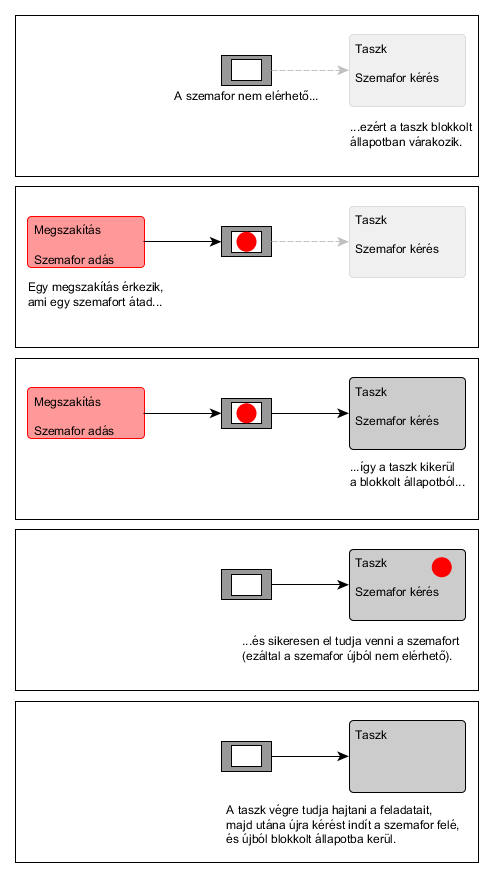 Taszk
Szemafor kérés
A szemafor nem elérhető...
...ezért a taszk blokkolt
állapotban várakozik.
Megszakítás
Szemafor adás
Taszk
Szemafor kérés
Egy megszakítás érkezik,
ami egy szemafort átad...
Megszakítás
Szemafor adás
Taszk
Szemafor kérés
...így a taszk kikerül
a blokkolt állapotból...
Taszk
Szemafor kérés
...és sikeresen el tudja venni a szemafort
(ezáltal a szemafor újból nem elérhető).
Taszk
A taszk végre tudja hajtani a feladatait,
majd utána újra kérést indít a szemafor felé,
és újból blokkolt állapotba kerül.